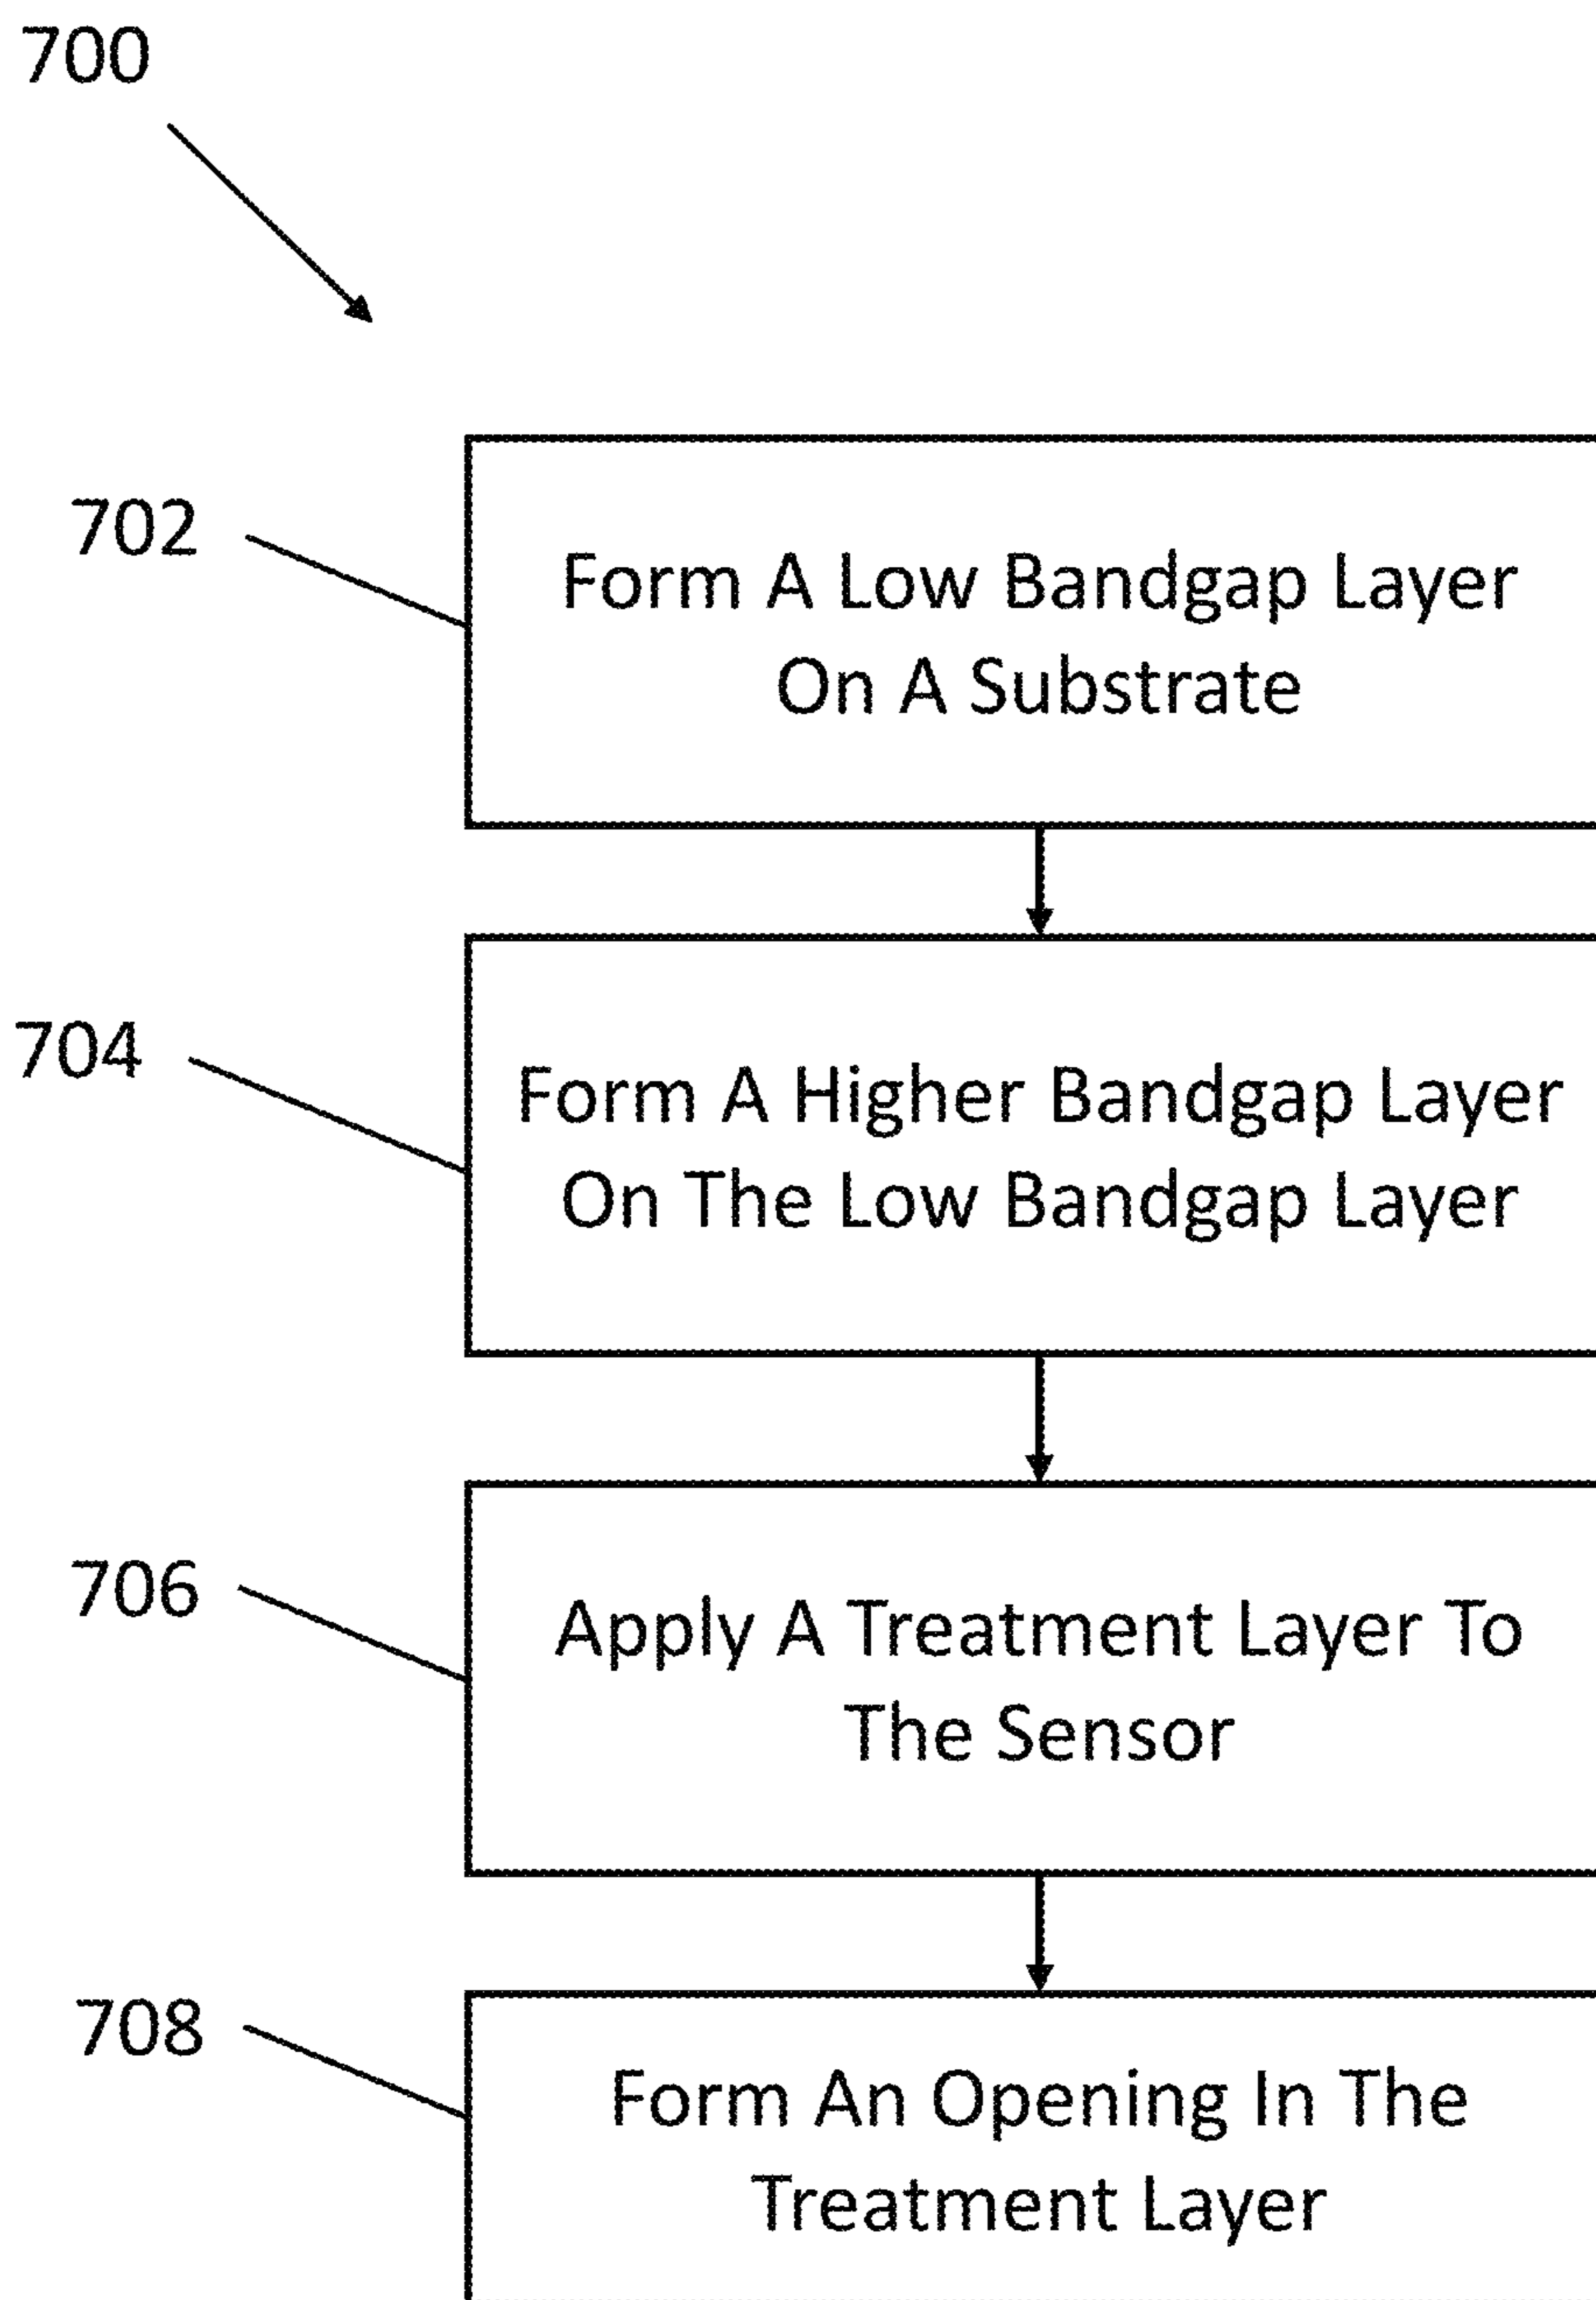 700
702
Form A Low Bandgap Layer
On A Substrate
704
Form A Higher Bandgap Layer
On The Low Bandgap Layer
706
Apply A Treatment Layer To
The Sensor
708
Form An Opening In The
Treatment Layer